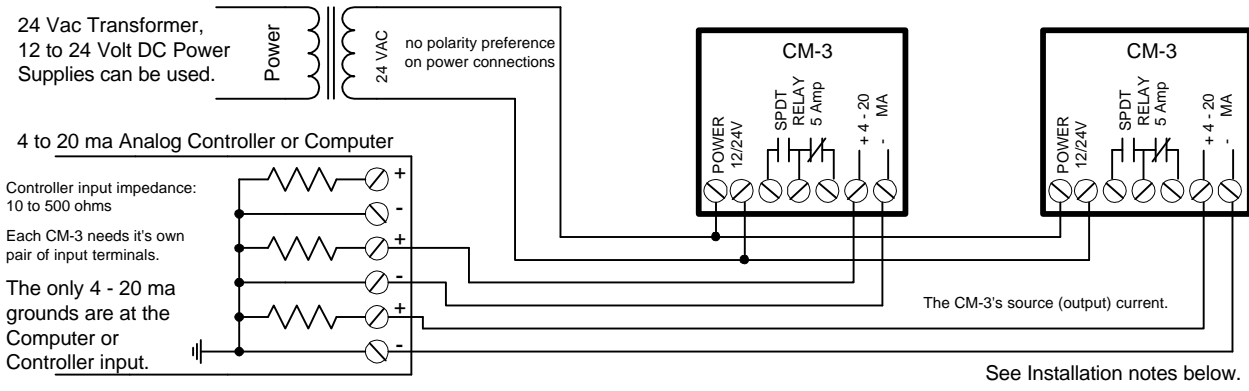 24 Vac Transformer,
12 to 24 Volt DC Power
Supplies can be used.
Power
24 VAC
no polarity preference
on power connections
CM-3
POWER
12/24V
SPDT
RELAY
5 Amp
+ 4 - 20
- MA
CM-3
POWER
12/24V
SPDT
RELAY
5 Amp
+ 4 - 20
- MA
4 to 20 ma Analog Controller or Computer
Controller input impedance:
10 to 500 ohms
Each CM-3 needs it's own
pair of input terminals.
The only 4 - 20 ma
grounds are at the
Computer or
Controller input.
+
-
+
-
+
-
The CM-3's source (output) current.
See Installation notes below.